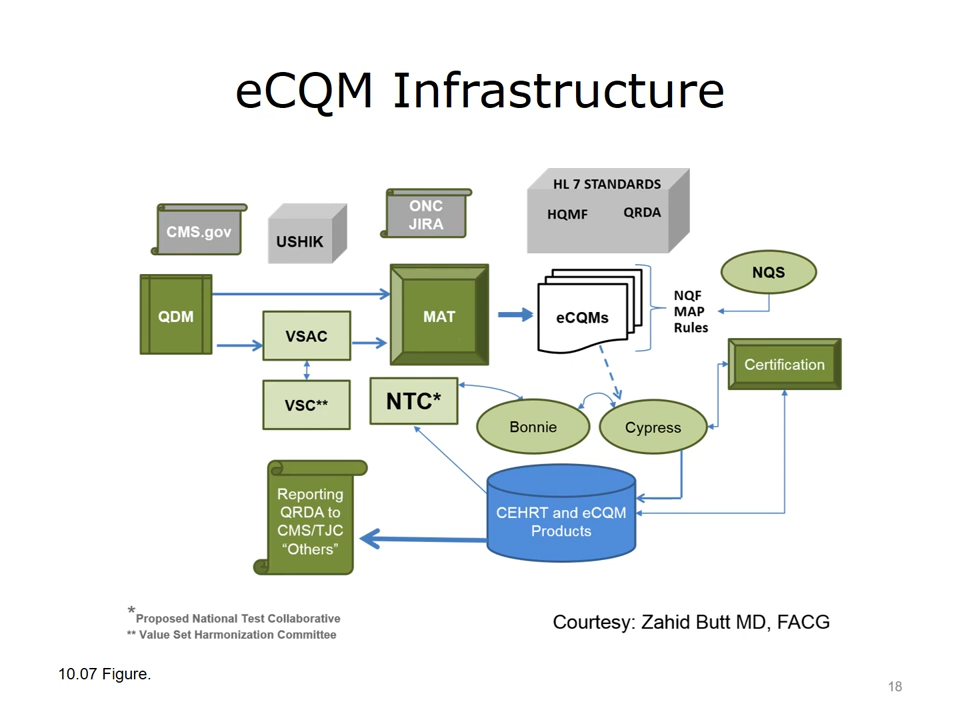 eCQM Infrastructure
CMS.gov
USHIK
ONC
JIRA
HL 7 STANDARDS
HQMF
QRDA
QDM
VSAC
VSC**
MAT
eCQMs
NQF
MAP
Rules
NQS
Certification
NTC*
Bonnie
Cypress
Reporting
QRDA to
CMS/TJC
“Others”
CEHRT and eCQM
Products
*Proposed National Test Collaborative
** Value Set Harmonization Committee
Courtesy: Zahid Butt MD, FACG
10.07 Figure.
18